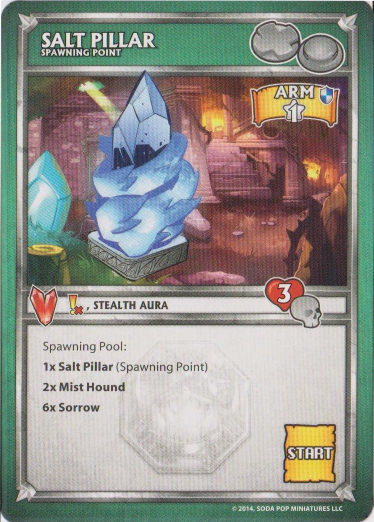 SALT PILLAR
SPAWNING POINT
ARM
1
, STEALTH AURA
3
Spawning Pool:
1x Salt Pillar (Spawning Point)
2x Mist Hound
6x Sorrow
START
© 2014, SODA POP MINIATURES LLC